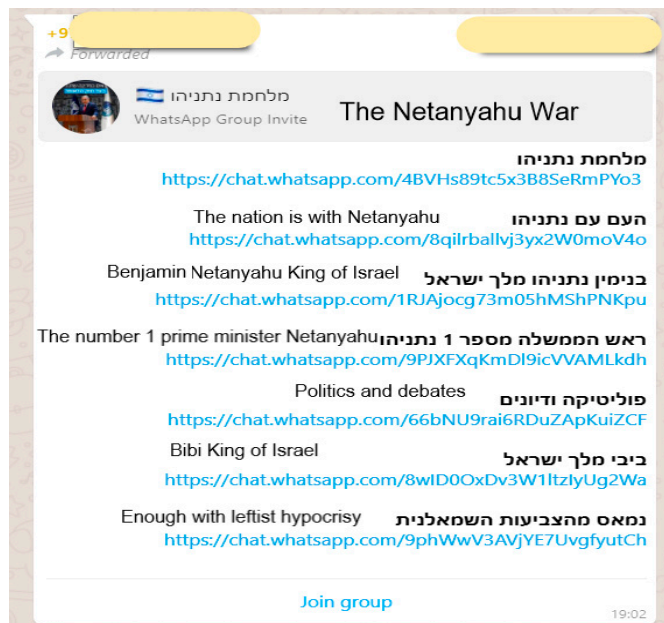 +9
Forwarded
מלחמת נתניהו 🇮🇱
WhatsApp Group Invite
The Netanyahu War
מלחמת נתניהו
https://chat.whatsapp.com/4BVHs89tc5x3B8SeRmPYo3
The nation is with Netanyahu העם עם נתניהו
https://chat.whatsapp.com/8qilrballvj3yx2W0moV4o
Benjamin Netanyahu King of Israel בנימין נתניהו מלך ישראל
https://chat.whatsapp.com/1RJAjocg73m05hMShPNKpu
The number 1 prime minister Netanyahu ראש הממשלה מספר 1 נתניהו
https://chat.whatsapp.com/9PJXFXqKmDl9icVVAMLkdh
Politics and debates פוליטיקה ודיונים
https://chat.whatsapp.com/66bNU9rai6RDuZApKuiZCF
Bibi King of Israel ביבי מלך ישראל
https://chat.whatsapp.com/8wID0OxDv3W1ltzIyUg2Wa
Enough with leftist hypocrisy נמאס מהצביעות השמאלנית
https://chat.whatsapp.com/9phWwV3AVjYE7UvgfyutCh
Join group
19:02